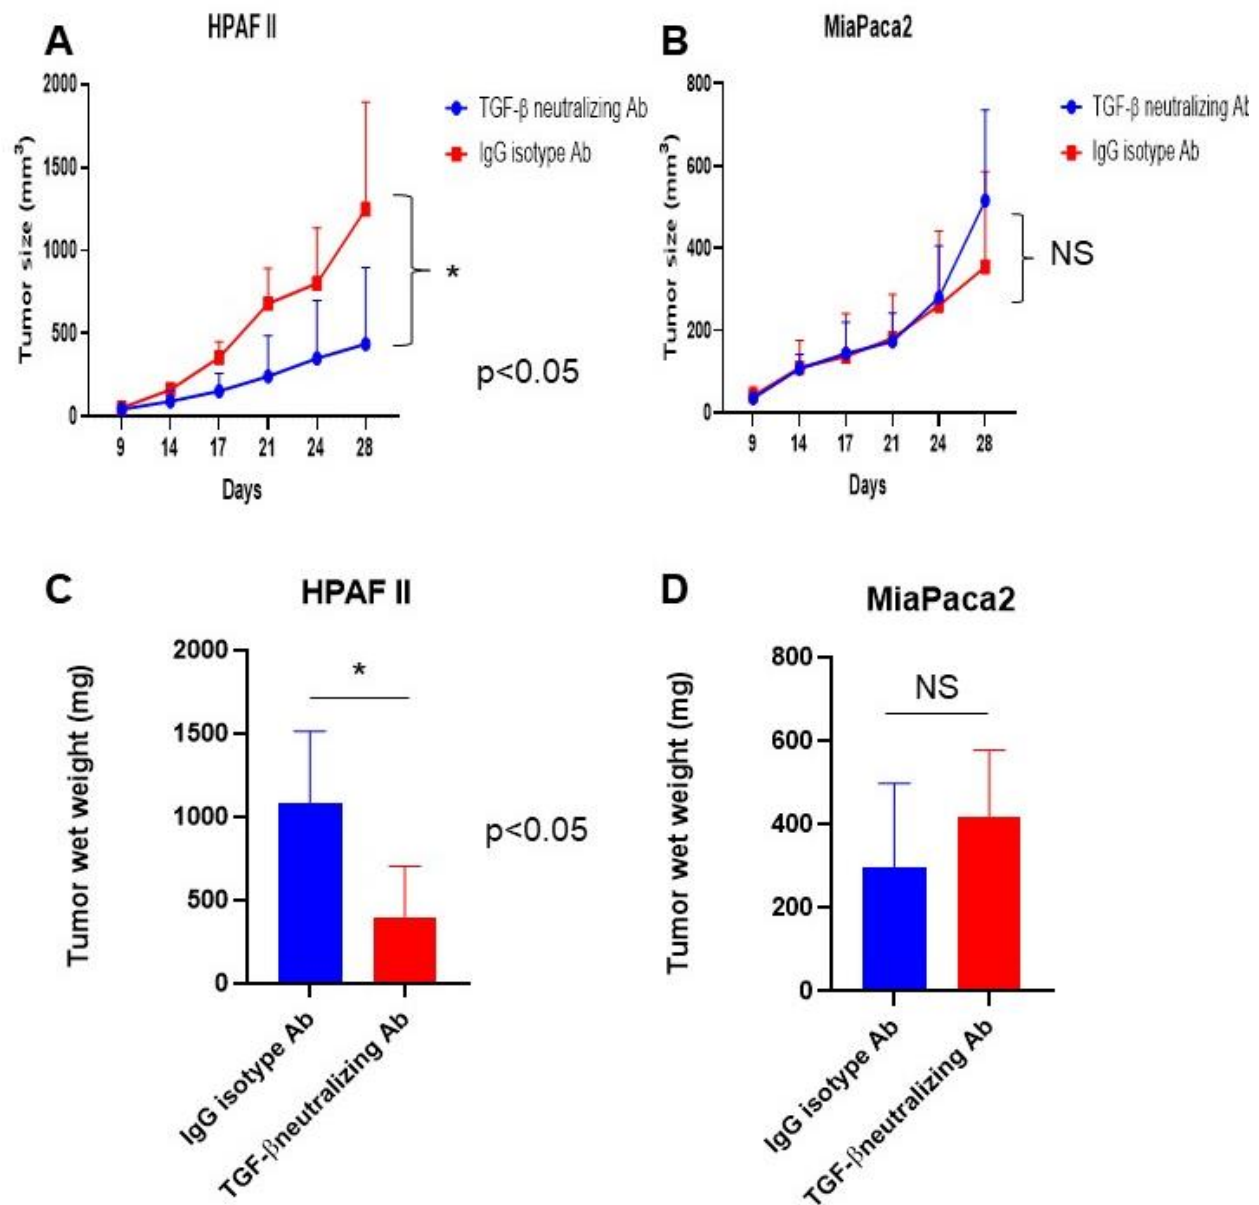 A
HPAF II
2000
1500
1000
500
0
Tumor size (mm³)
9 14 17 21 24 28
Days
TGF-β neutralizing Ab
IgG isotype Ab
*
p<0.05
B
MiaPaca2
800
600
400
200
0
Tumor size (mm³)
9 14 17 21 24 28
Days
TGF-β neutralizing Ab
IgG isotype Ab
NS
C
HPAF II
2000
1500
1000
500
0
Tumor wet weight (mg)
*
p<0.05
IgG isotype Ab
TGF-βneutralizing Ab
D
MiaPaca2
800
600
400
200
0
Tumor wet weight (mg)
NS
IgG isotype Ab
TGF-βneutralizing Ab